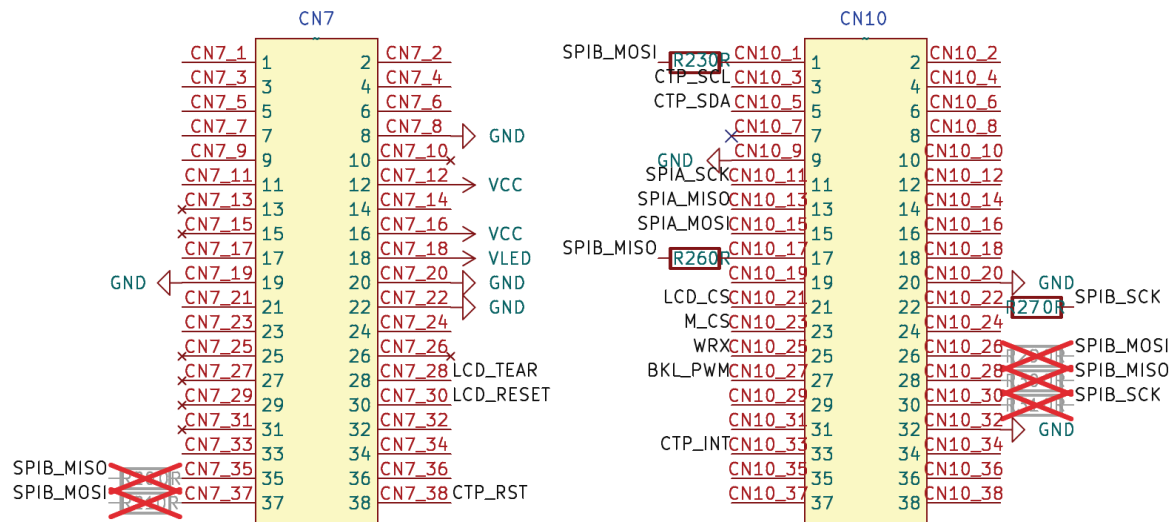 CN7 CN10
CN7_1 1 2 CN7_2 SPIB_MOSI R230R CN10_1 1 2 CN10_2
CN7_3 3 4 CN7_4 CTP_SCL CN10_3 3 4 CN10_4
CN7_5 5 6 CN7_6 CTP_SDA CN10_5 5 6 CN10_6
CN7_7 7 8 CN7_8 GND CN10_7 7 8 CN10_8
CN7_9 9 10 CN7_10 GND CN10_9 9 10 CN10_10
CN7_11 11 12 CN7_12 VCC SPIA_SCK CN10_11 11 12 CN10_12
CN7_13 13 14 CN7_14 SPIA_MISO CN10_13 13 14 CN10_14
CN7_15 15 16 CN7_16 VCC SPIA_MOSI CN10_15 15 16 CN10_16
CN7_17 17 18 CN7_18 VLED SPIB_MISO R260R CN10_17 17 18 CN10_18
GND CN7_19 19 20 CN7_20 GND CN10_19 19 20 CN10_20 GND
CN7_21 21 22 CN7_22 GND LCD_CS CN10_21 21 22 CN10_22 R270R SPIB_SCK
CN7_23 23 24 CN7_24 M_CS CN10_23 23 24 CN10_24
CN7_25 25 26 CN7_26 WRX CN10_25 25 26 CN10_26 SPIB_MOSI
CN7_27 27 28 CN7_28 LCD_TEAR BKL_PWM CN10_27 27 28 CN10_28 SPIB_MISO
CN7_29 29 30 CN7_30 LCD_RESET CN10_29 29 30 CN10_30 SPIB_SCK
CN7_31 31 32 CN7_32 CN10_31 31 32 CN10_32 GND
CN7_33 33 34 CN7_34 CTP_INT CN10_33 33 34 CN10_34
SPIB_MISO CN7_35 35 36 CN7_36 CN10_35 35 36 CN10_36
SPIB_MOSI CN7_37 37 38 CN7_38 CTP_RST CN10_37 37 38 CN10_38